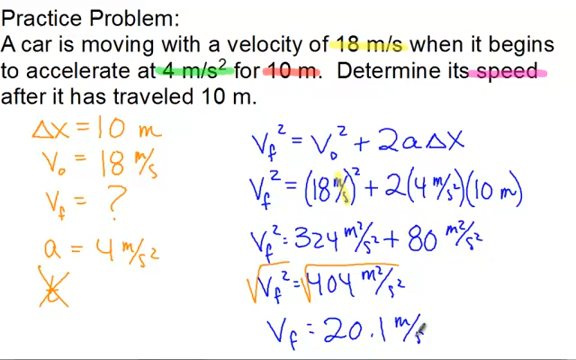 Practice Problem:
A car is moving with a velocity of 18 m/s when it begins
to accelerate at 4 m/s² for 10 m. Determine its speed
after it has traveled 10 m.
Δx = 10 m
V₀ = 18 m/s
Vf = ?
a = 4 m/s²
t
Vf² = V₀² + 2aΔx
Vf² = (18 m/s)² + 2(4 m/s²)(10 m)
Vf² = 324 m²/s² + 80 m²/s²
√Vf² = √404 m²/s²
Vf = 20.1 m/s